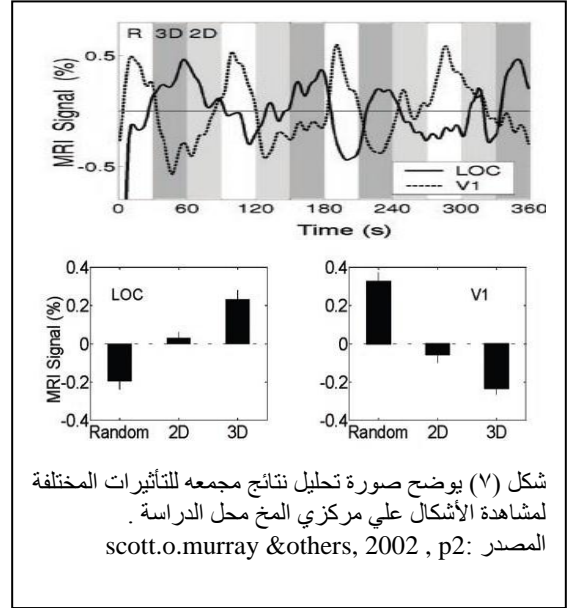 R 3D 2D
MRI Signal (%)
0.5
-0.5
LOC
V1
0 60 120 180 240 300 360
Time (s)
MRI Signal (%)
0.4
0.2
0
-0.2
-0.4
LOC
Random 2D 3D
0.4
0.2
0
-0.2
-0.4
V1
Random 2D 3D
شكل (٧) يوضح صورة تحليل نتائج مجمعه للتأثيرات المختلفة
لمشاهدة الأشكال علي مركزي المخ محل الدراسة .
المصدر :scott.o.murray &others, 2002 , p2